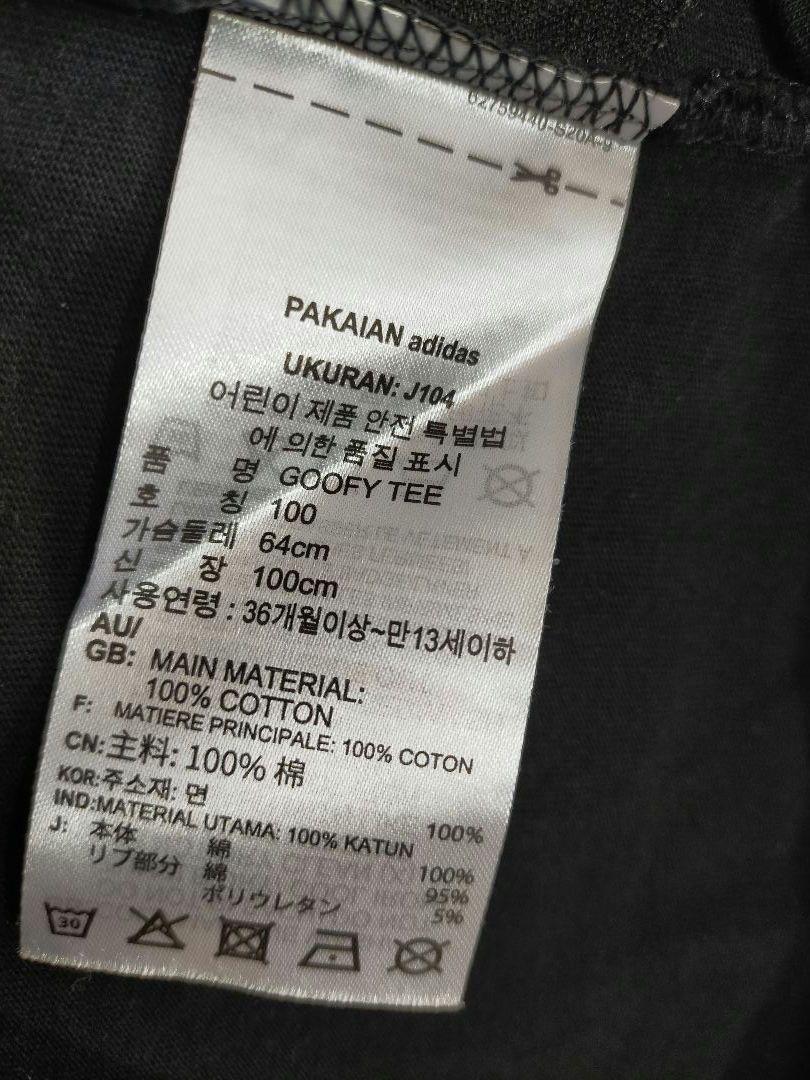 62759440-S20A-9
PAKAIAN adidas
UKURAN: J104
어린이 제품 안전 특별법
에 의한 품질 표시
품 명 GOOFY TEE
호 칭 100
가슴둘레 64cm
신 장 100cm
사용연령 : 36개월이상~만13세이하
AU/
GB: MAIN MATERIAL:
100% COTTON
F: MATIERE PRINCIPALE: 100% COTON
CN: 主料: 100% 棉
KOR: 주소재: 면 100%
IND:MATERIAL UTAMA: 100% KATUN
J: 本体 綿 100%
リブ部分 綿 95%
ポリウレタン 5%
30